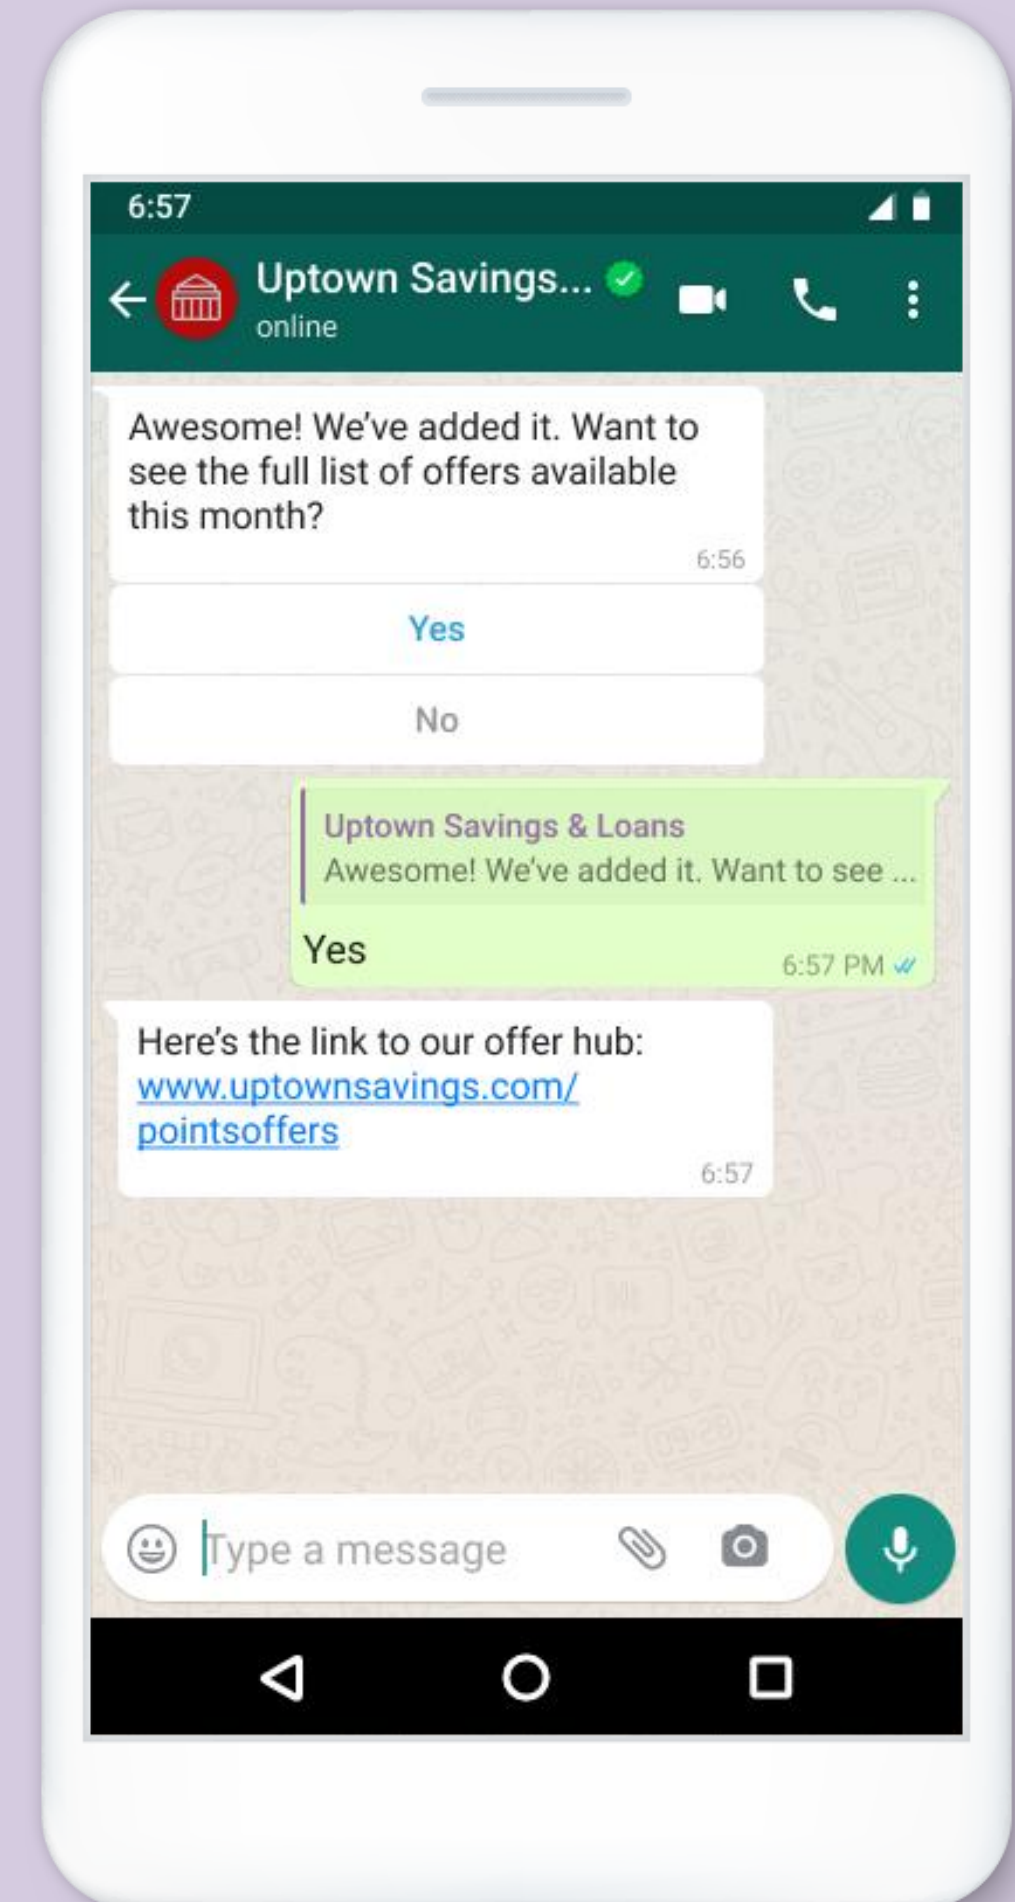 6:57
Uptown Savings...
online
Awesome! We've added it. Want to
see the full list of offers available
this month?
6:56
Yes
No
Uptown Savings & Loans
Awesome! We've added it. Want to see ...
Yes
6:57 PM
Here's the link to our offer hub:
www.uptownsavings.com/
pointsoffers
6:57
09:28
Type a message